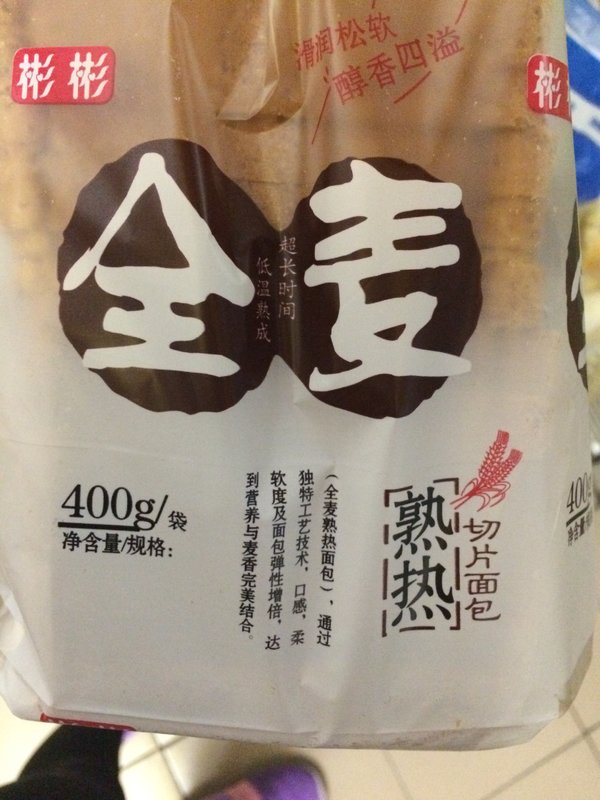 彬彬
滑润松软
醇香四溢
彬
全麦
超长时间
低温熟成
400g/袋
净含量/规格:
(全麦熟热面包),通过
独特工艺技术,口感,柔
软度及面包弹性增倍,达
到营养与麦香完美结合。
熟热
切片面包
400
净含